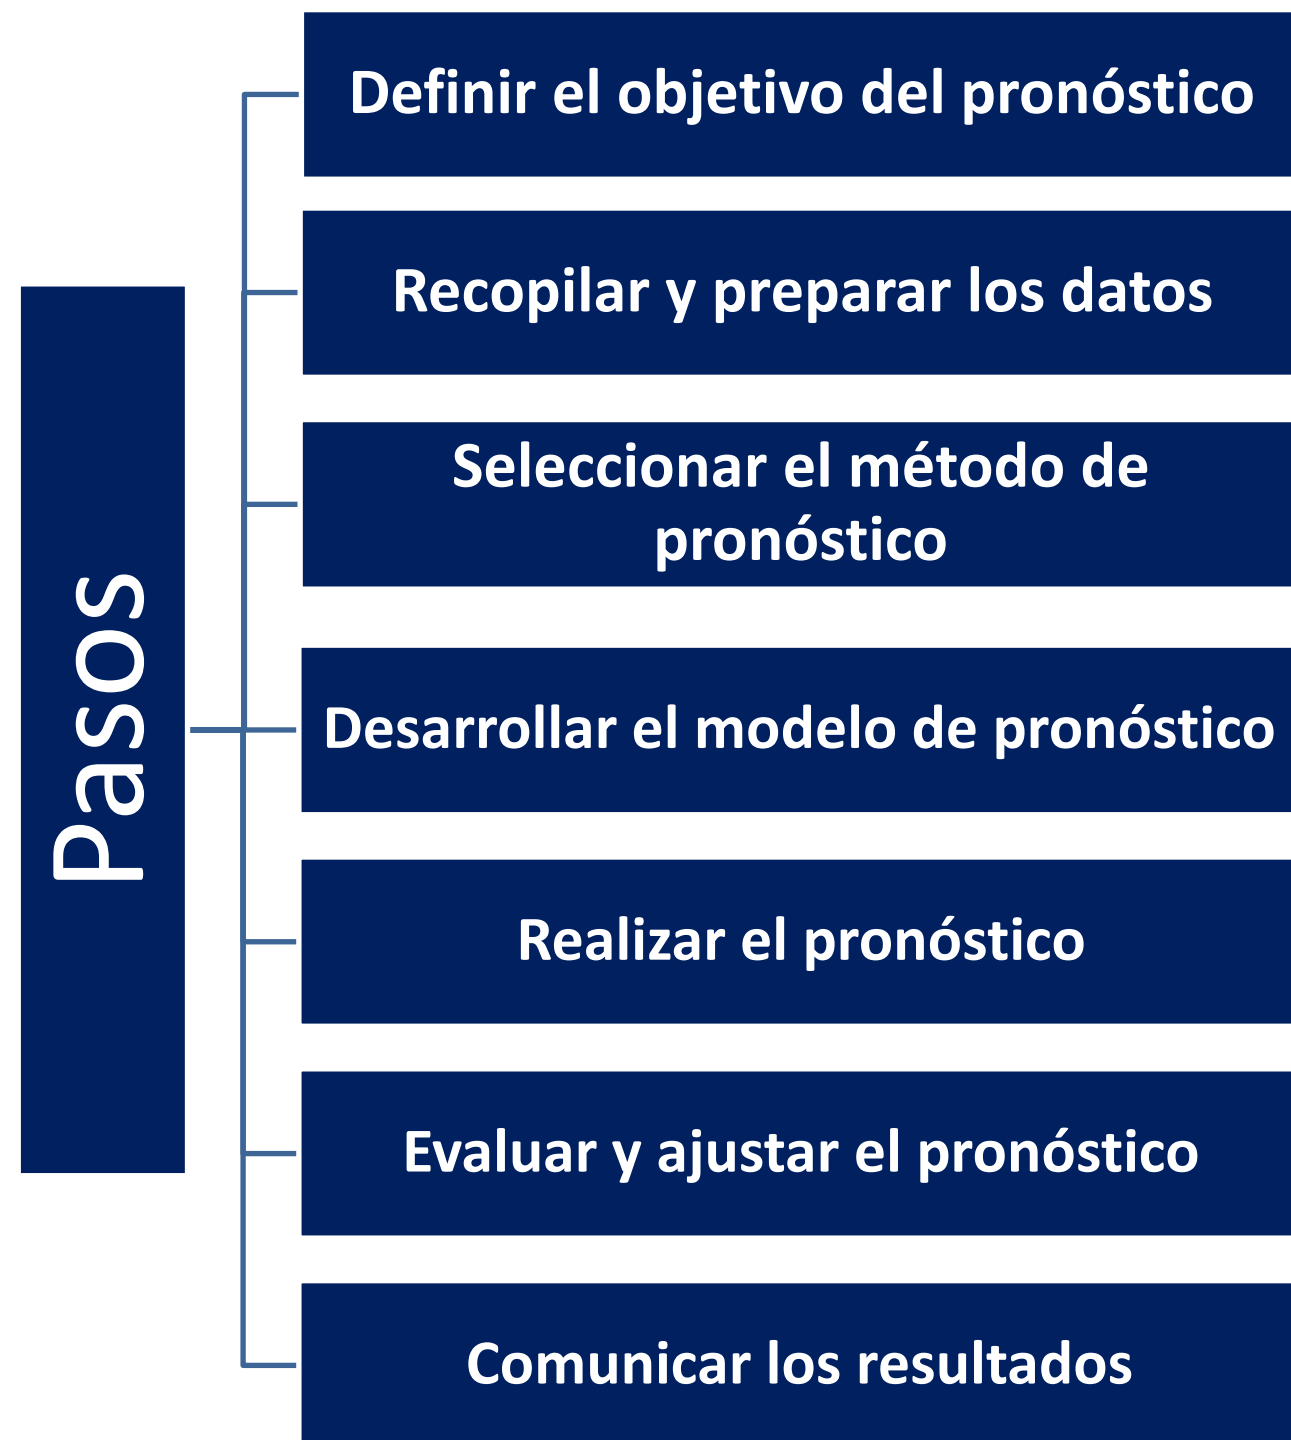 Pasos
Definir el objetivo del pronóstico
Recopilar y preparar los datos
Seleccionar el método de
pronóstico
Desarrollar el modelo de pronóstico
Realizar el pronóstico
Evaluar y ajustar el pronóstico
Comunicar los resultados